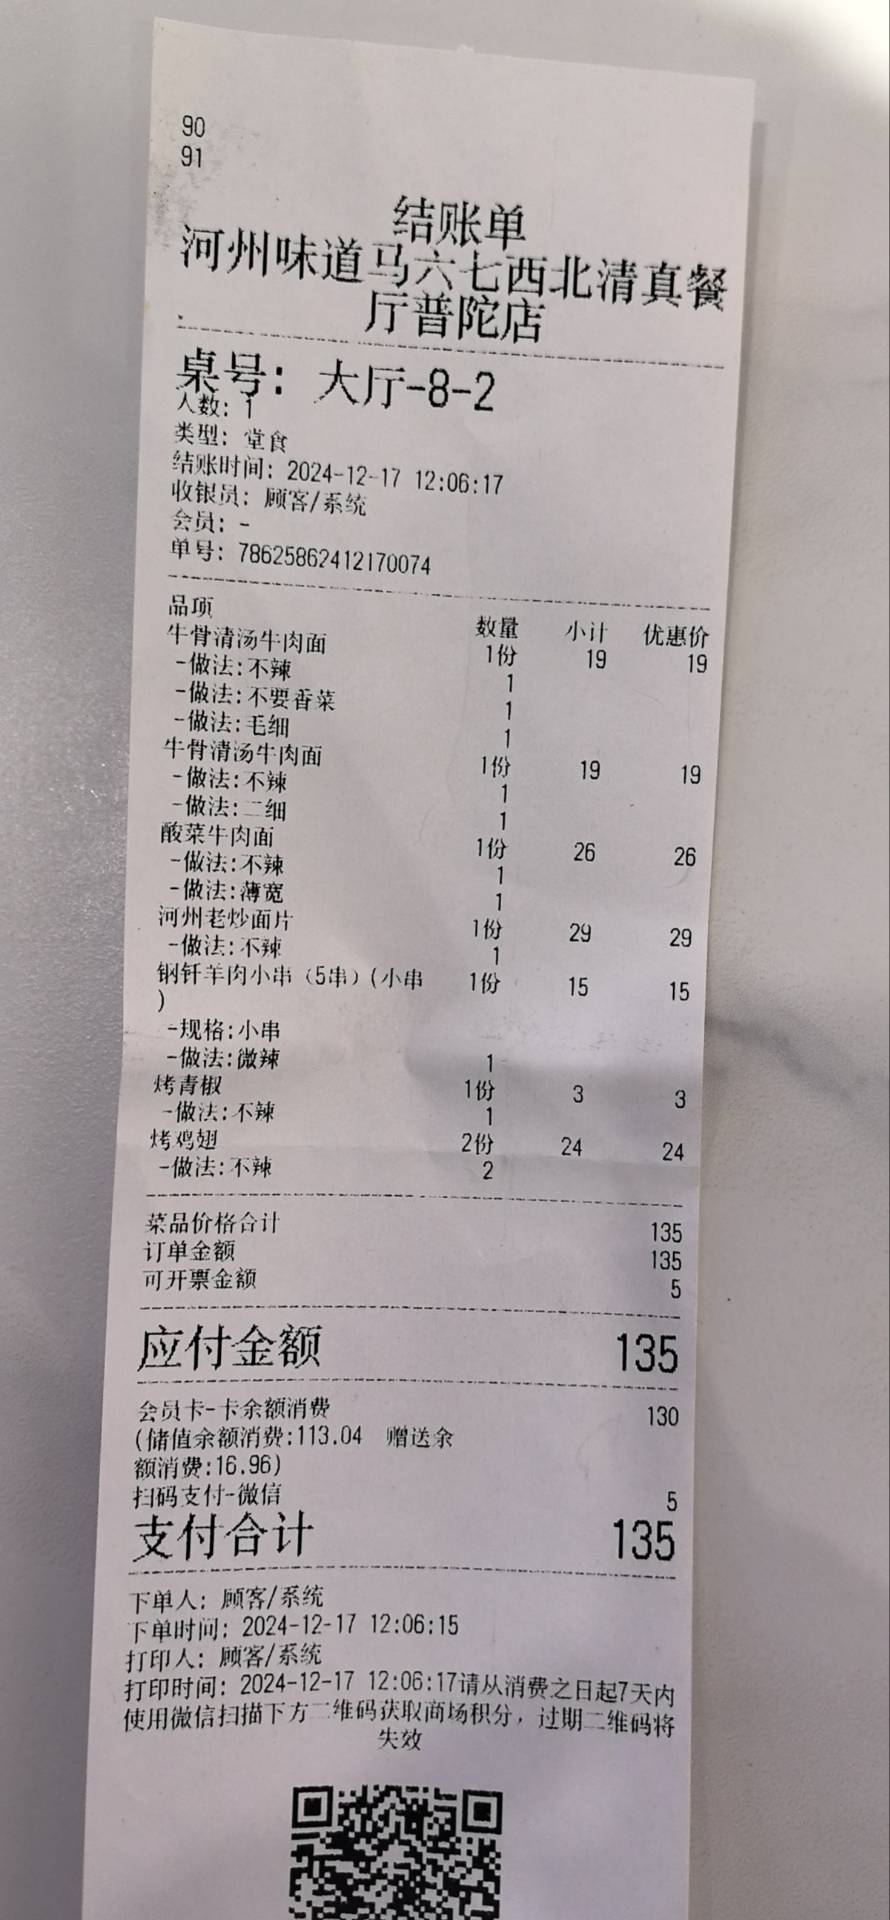 90
91
结账单
河州味道马六七西北清真餐
厅普陀店
桌号: 大厅-8-2
人数: 1
类型: 堂食
结账时间: 2024-12-17 12:06:17
收银员: 顾客/系统
会员: -
单号: 78625862412170074
品项 数量 小计 优惠价
牛骨清汤牛肉面 1份 19 19
-做法:不辣 1
-做法:不要香菜 1
-做法:毛细 1
牛骨清汤牛肉面 1份 19 19
-做法:不辣 1
-做法:二细 1
酸菜牛肉面 1份 26 26
-做法:不辣 1
-做法:薄宽 1
河州老炒面片 1份 29 29
-做法:不辣 1
钢钎羊肉小串（5串）(小串 1份 15 15
)
-规格:小串
-做法:微辣 1
烤青椒 1份 3 3
-做法:不辣 1
烤鸡翅 2份 24 24
-做法:不辣 2
菜品价格合计 135
订单金额 135
可开票金额 5
应付金额 135
会员卡-卡余额消费 130
(储值余额消费:113.04 赠送余
额消费:16.96)
扫码支付-微信 5
支付合计 135
下单人: 顾客/系统
下单时间: 2024-12-17 12:06:15
打印人: 顾客/系统
打印时间: 2024-12-17 12:06:17请从消费之日起7天内
使用微信扫描下方二维码获取商场积分，过期二维码将
失效